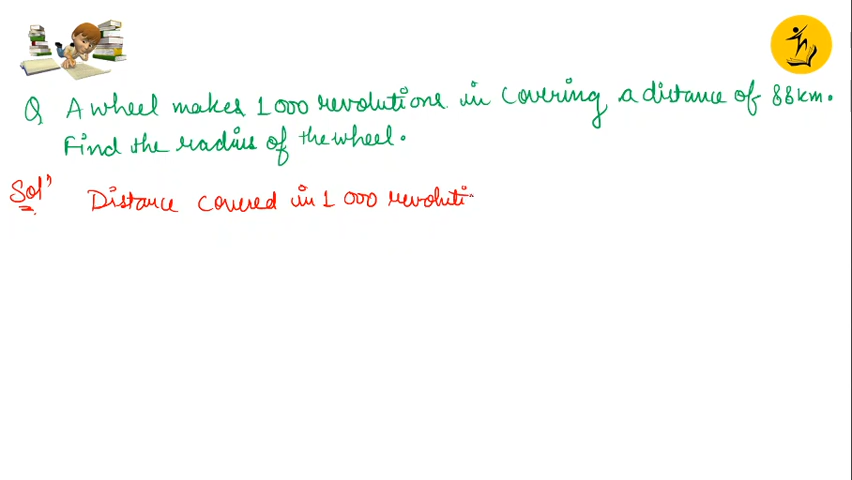 Q A wheel makes 1000 revolutions in covering a distance of 88km.
Find the radius of the wheel.
Sol' Distance covered in 1000 revoluti